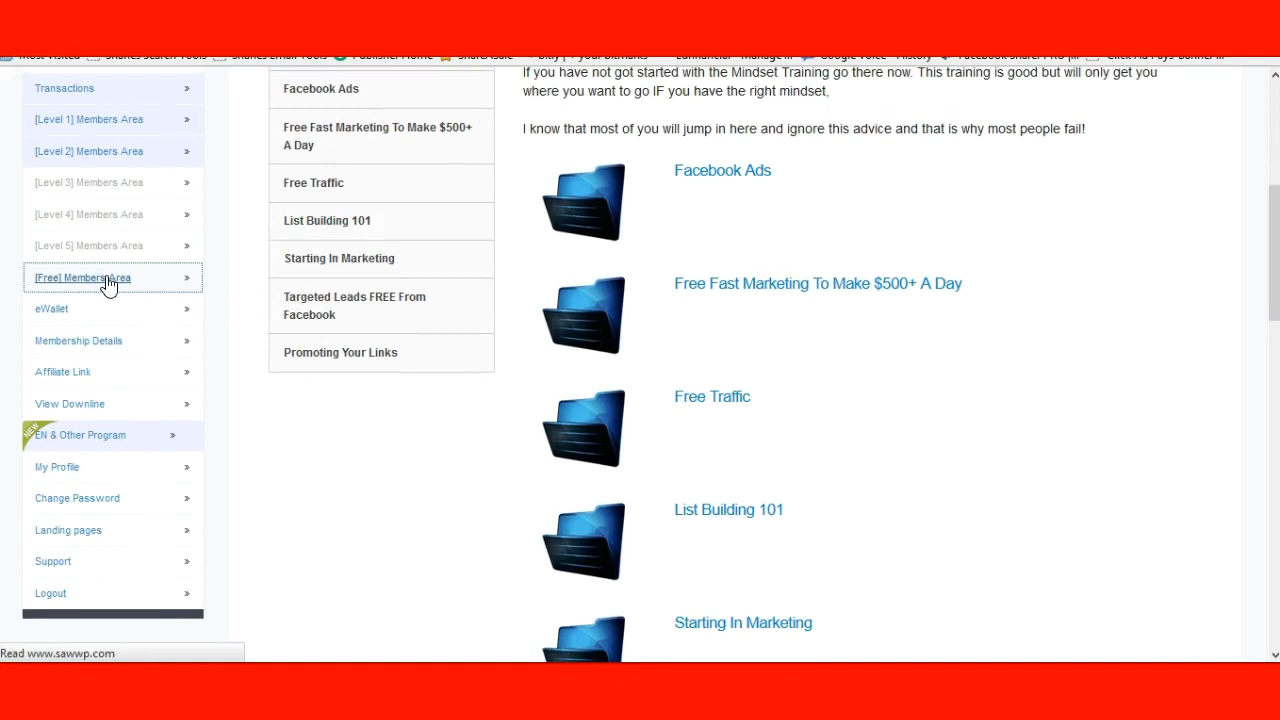 Transactions »
[Level 1] Members Area »
[Level 2] Members Area »
[Level 3] Members Area »
[Level 4] Members Area »
[Level 5] Members Area »
[Free] Members Area »
eWallet »
Membership Details »
Affiliate Link »
View Downline »
NEW
EN & Other Program »
My Profile »
Change Password »
Landing pages »
Support »
Logout »
Read www.sawwp.com
Facebook Ads
Free Fast Marketing To Make $500+
A Day
Free Traffic
List Building 101
Starting In Marketing
Targeted Leads FREE From
Facebook
Promoting Your Links
If you have not got started with the Mindset Training go there now. This training is good but will only get you
where you want to go IF you have the right mindset,
I know that most of you will jump in here and ignore this advice and that is why most people fail!
Facebook Ads
Free Fast Marketing To Make $500+ A Day
Free Traffic
List Building 101
Starting In Marketing